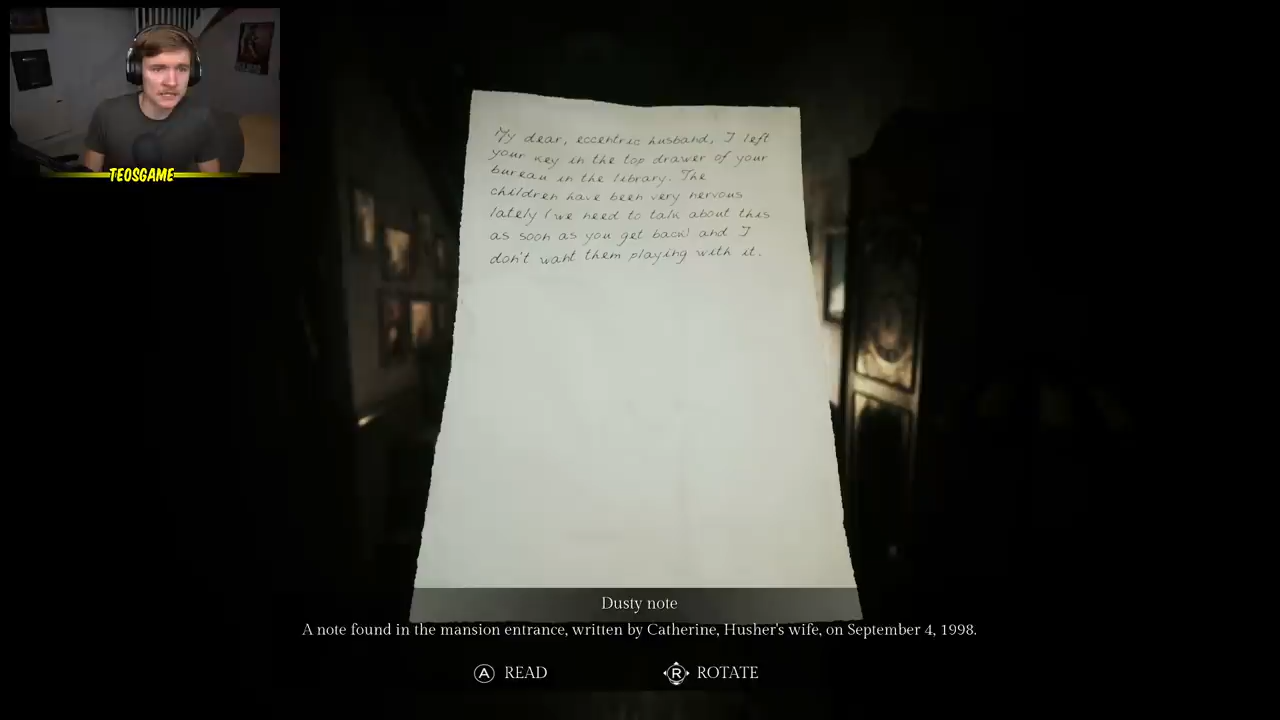 TEOSGAME
My dear, eccentric husband, I left
your key in the top drawer of your
bureau in the library. The
children have been very nervous
lately (we need to talk about this
as soon as you get back) and I
don't want them playing with it.
Dusty note
A note found in the mansion entrance, written by Catherine, Husher's wife, on September 4, 1998.
A READ R ROTATE